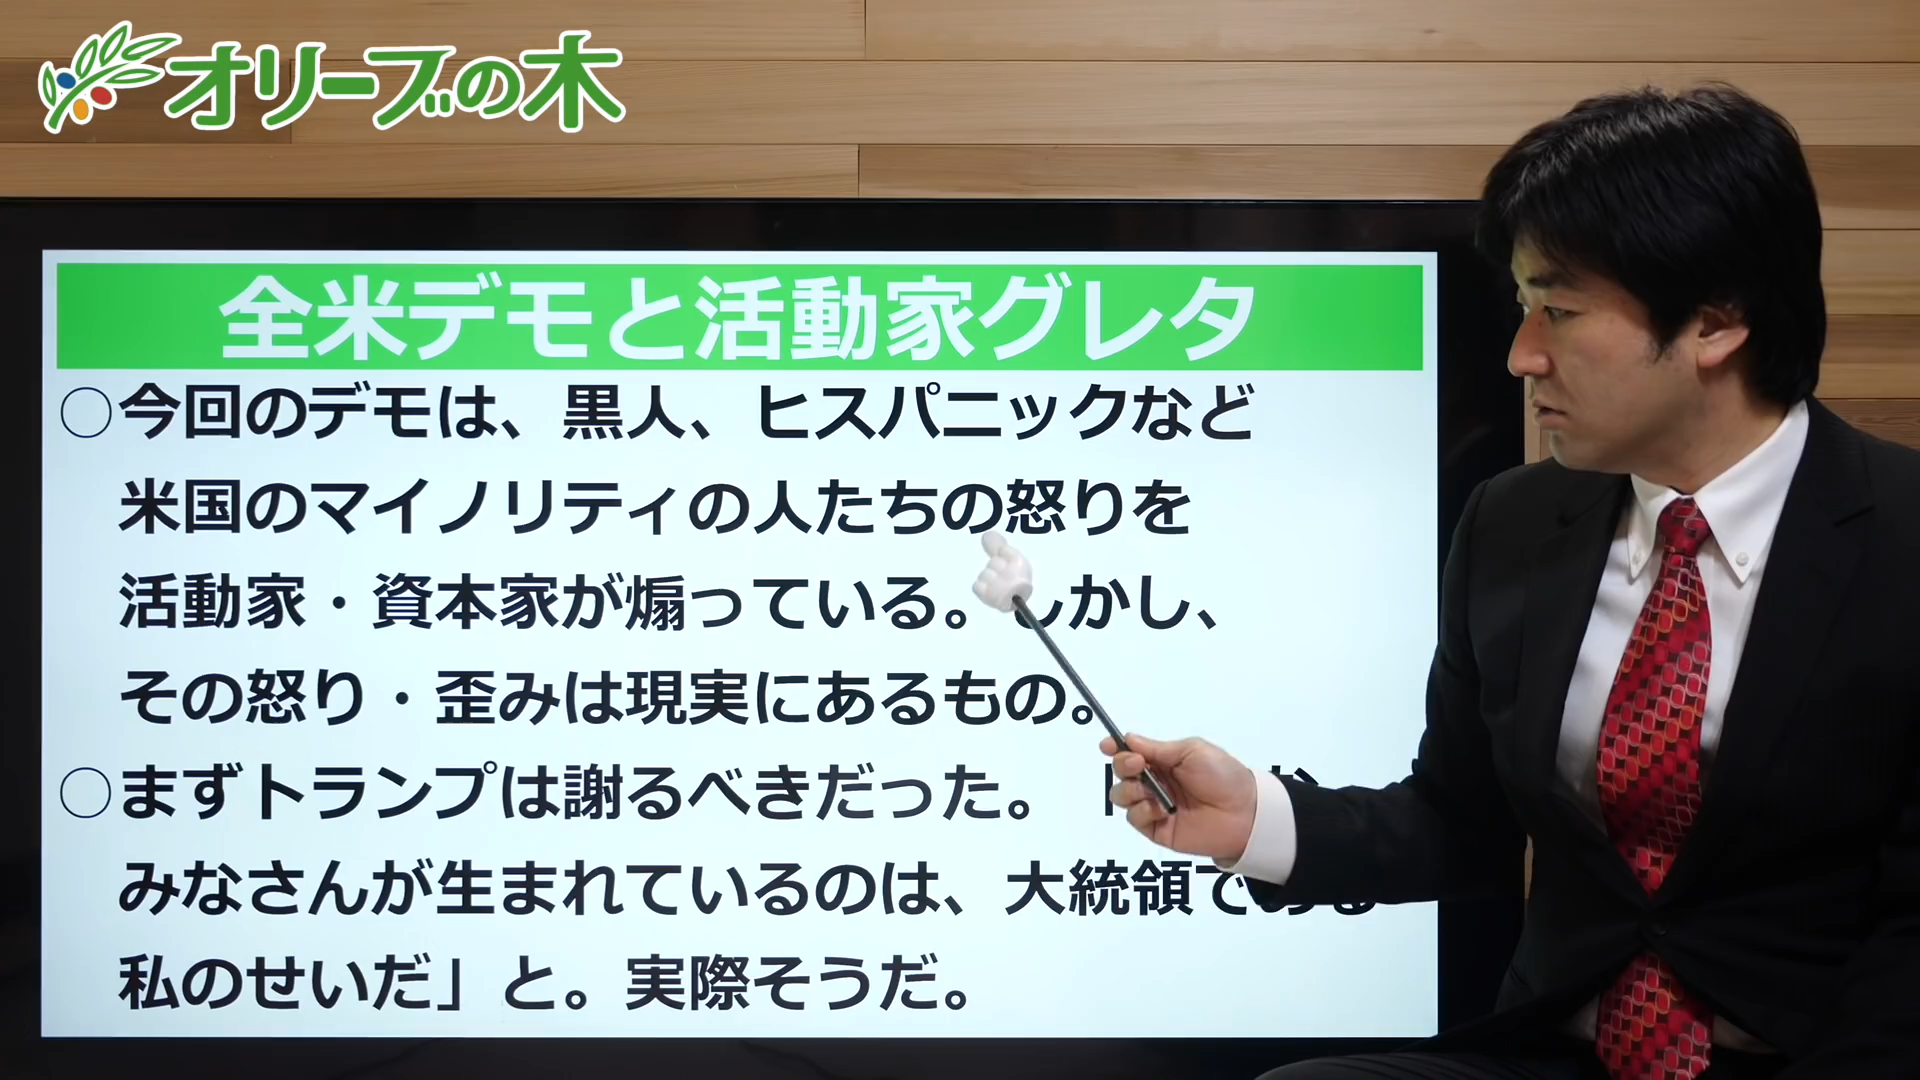 オリーブの木
全米デモと活動家グレタ
○今回のデモは、黒人、ヒスパニックなど
米国のマイノリティの人たちの怒りを
活動家・資本家が煽っている。しかし、
その怒り・歪みは現実にあるもの。
○まずトランプは謝るべきだった。「
みなさんが生まれているのは、大統領である
私のせいだ」と。実際そうだ。